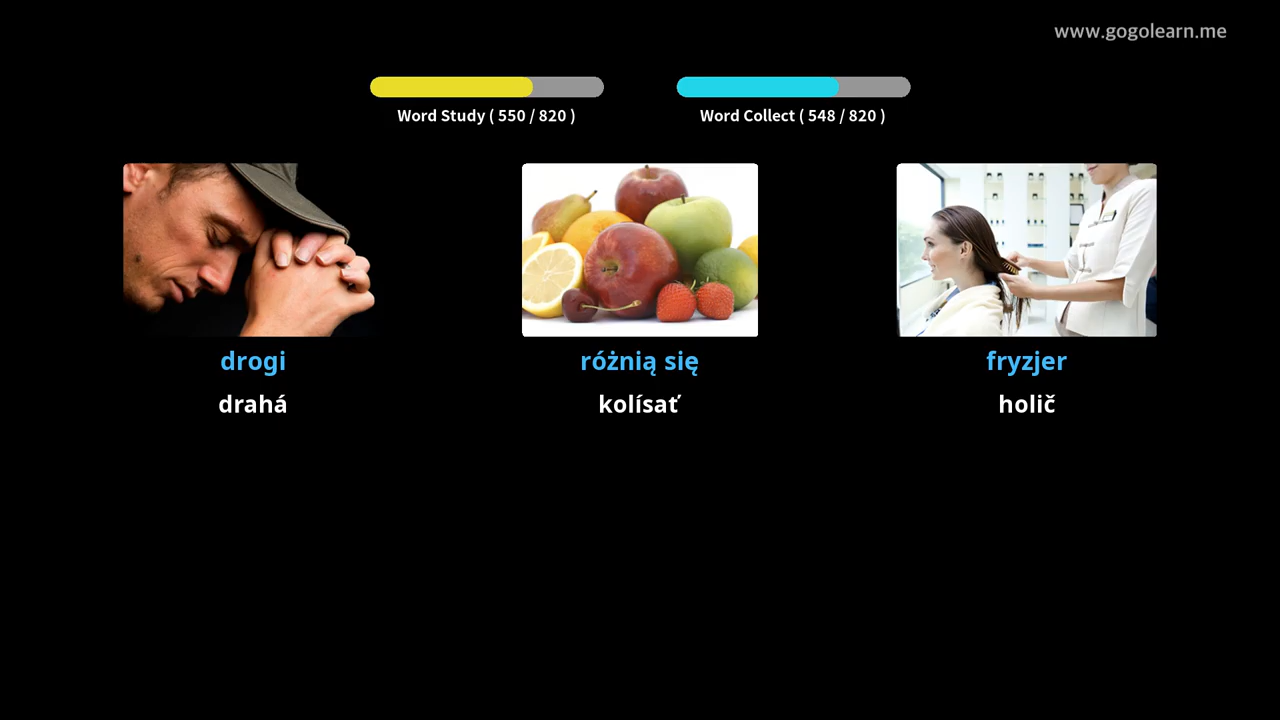 www.gogolearn.me
Word Study ( 550 / 820 )
Word Collect ( 548 / 820 )
drogi
drahá
różnią się
kolísať
fryzjer
holič